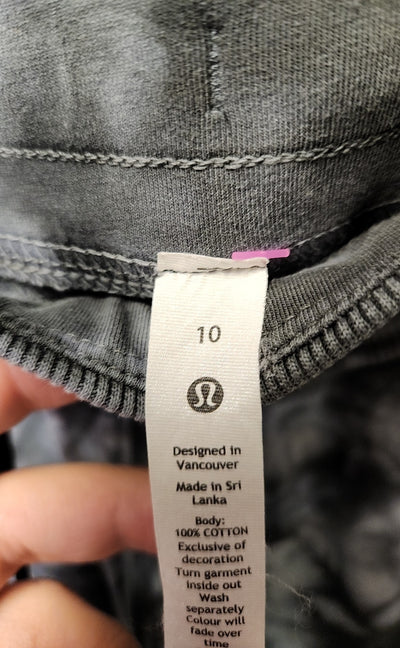 10
Designed in
Vancouver
Made in Sri
Lanka
Body:
100% COTTON
Exclusive of
decoration
Turn garment
inside out
Wash
separately
Colour will
fade over
time